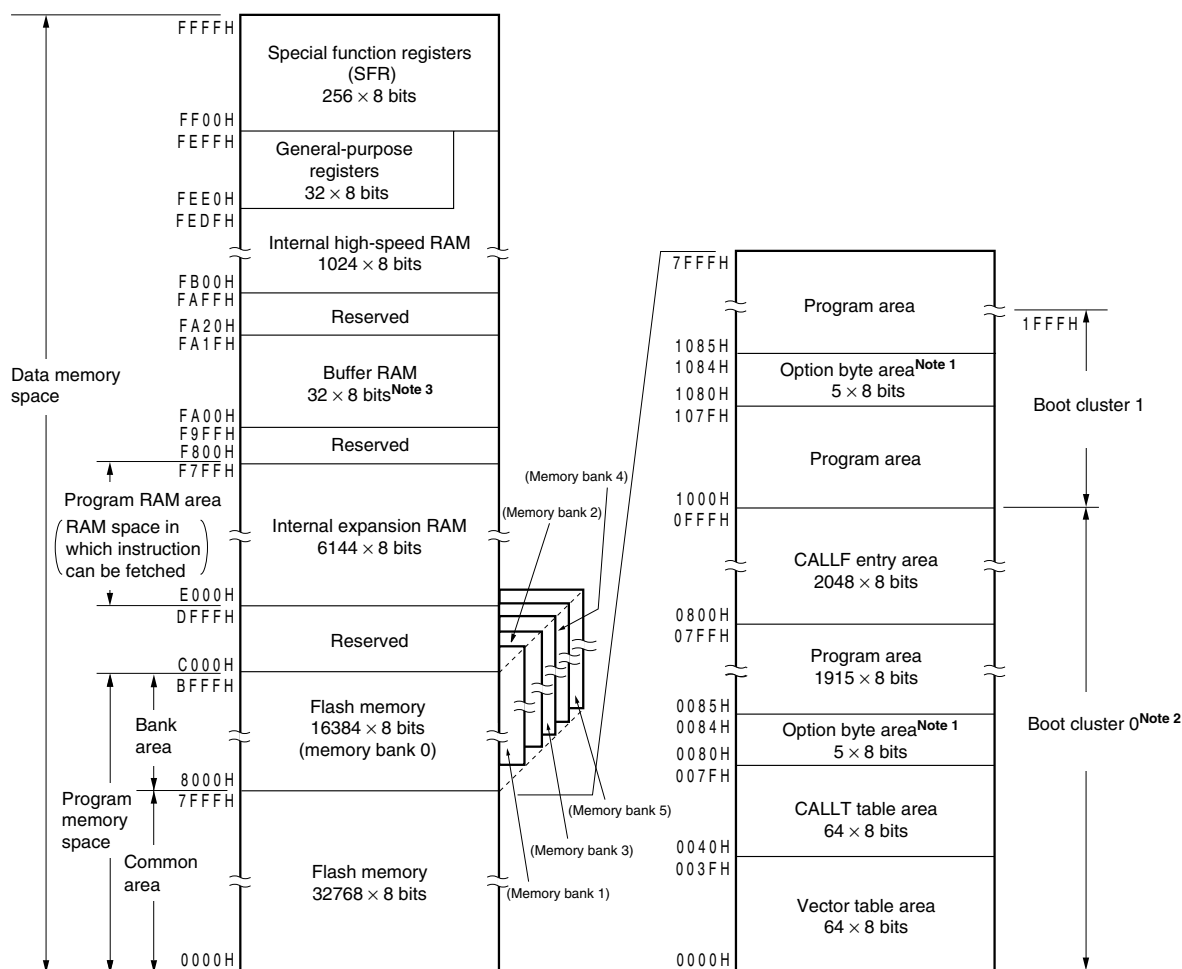 FFFFH
Special function registers
(SFR)
256 × 8 bits
FF00H
FEFFH
General-purpose
registers
32 × 8 bits
FEE0H
FEDFH
Internal high-speed RAM
1024 × 8 bits
FB00H
FAFFH
Reserved
FA20H
FA1FH
Buffer RAM
32 × 8 bits Note 3
FA00H
F9FFH
Reserved
F800H
F7FFH
Data memory
space
Program RAM area
RAM space in
which instruction
can be fetched
Internal expansion RAM
6144 × 8 bits
E000H
DFFFH
Reserved
C000H
BFFFH
Bank
area
Flash memory
16384 × 8 bits
(memory bank 0)
8000H
7FFFH
Program
memory
space
Common
area
Flash memory
32768 × 8 bits
0000H
(Memory bank 4)
(Memory bank 2)
(Memory bank 5)
(Memory bank 3)
(Memory bank 1)
7FFFH
Program area
1FFFH
1085H
1084H
Option byte area Note 1
5 × 8 bits
1080H
107FH
Boot cluster 1
Program area
1000H
0FFFH
CALLF entry area
2048 × 8 bits
0800H
07FFH
Program area
1915 × 8 bits
0085H
0084H
Option byte area Note 1
5 × 8 bits
Boot cluster 0 Note 2
0080H
007FH
CALLT table area
64 × 8 bits
0040H
003FH
Vector table area
64 × 8 bits
0000H